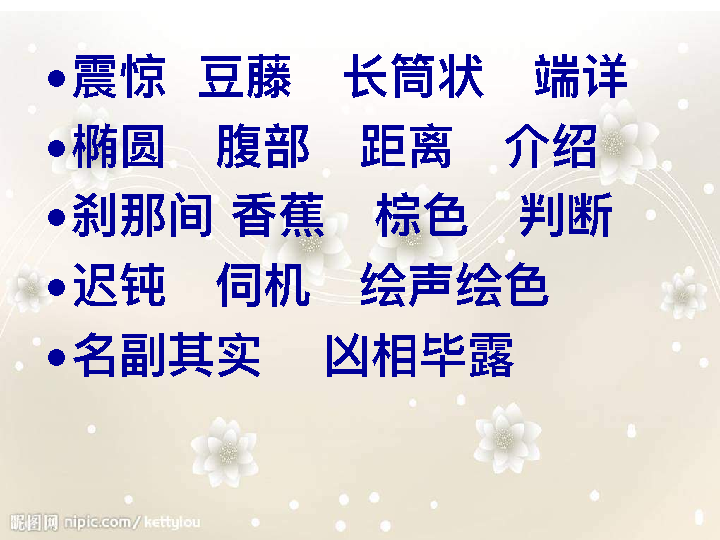 •震惊 豆藤 长筒状 端详
•椭圆 腹部 距离 介绍
•刹那间 香蕉 棕色 判断
•迟钝 伺机 绘声绘色
•名副其实 凶相毕露
昵图网 nipic.com/kettylou